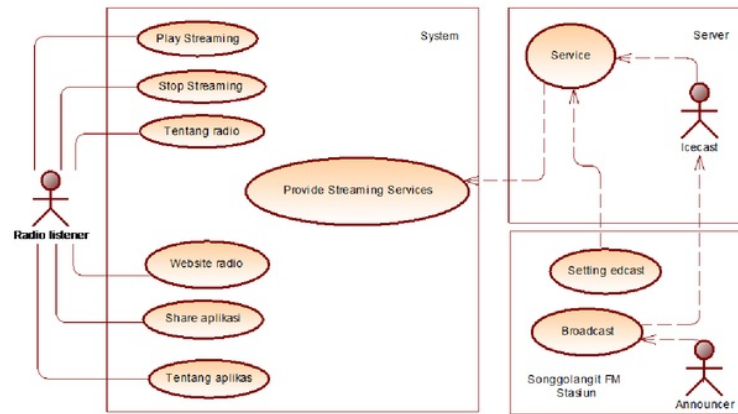 Play Streaming
System
Server
Service
Stop Streaming
Tentang radio
Icecast
Provide Streaming Services
Radio listener
Website radio
Setting edcast
Share aplikasi
Broadcast
Tentang aplikas
Songgolangit FM
Stasiun
Announcer